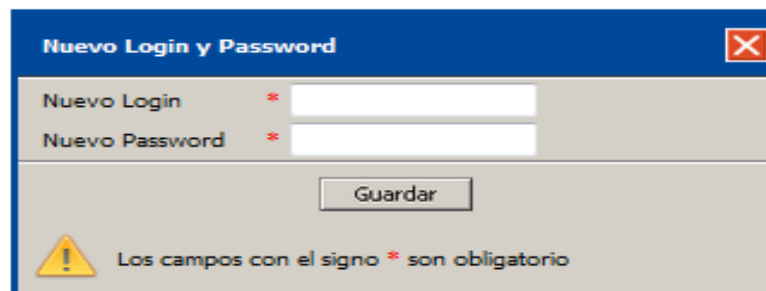 Nuevo Login y Password
Nuevo Login *
Nuevo Password *
Guardar
Los campos con el signo * son obligatorio